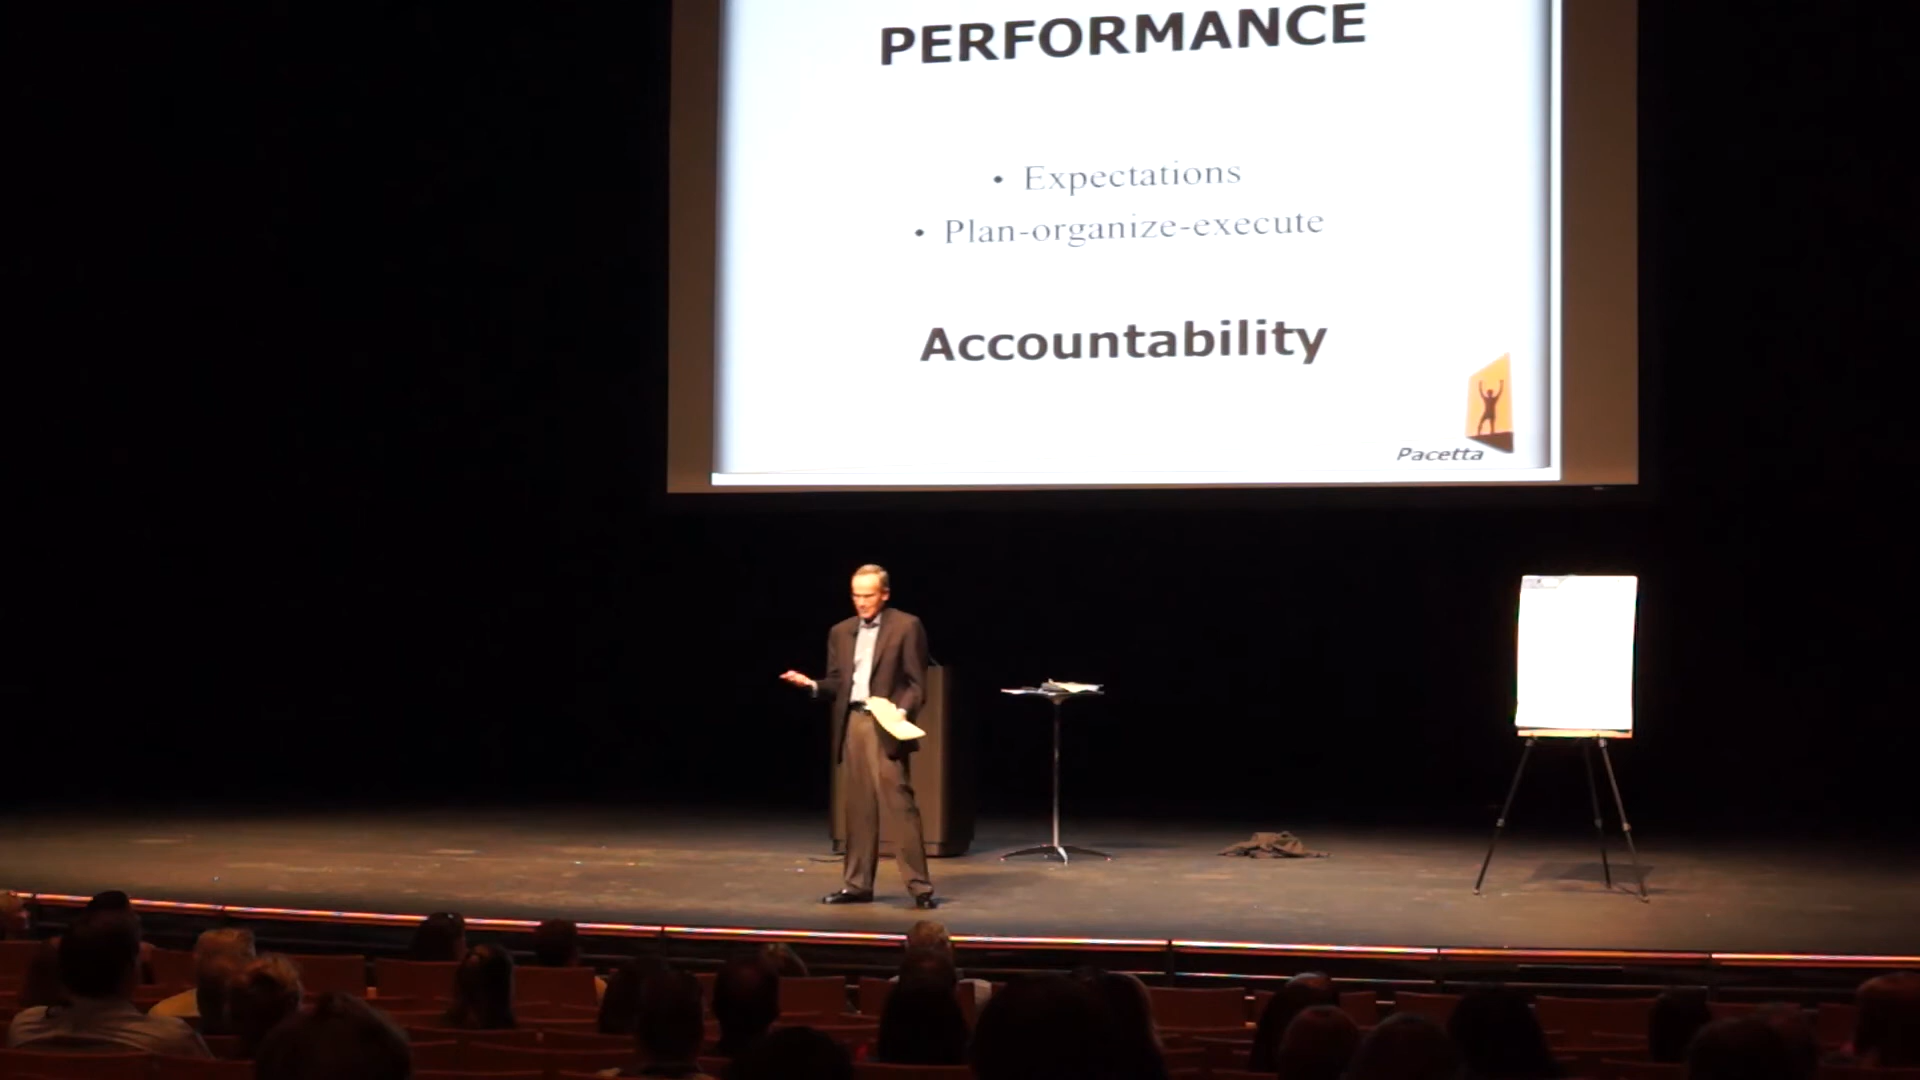 PERFORMANCE
• Expectations
• Plan-organize-execute
Accountability
Pacetta